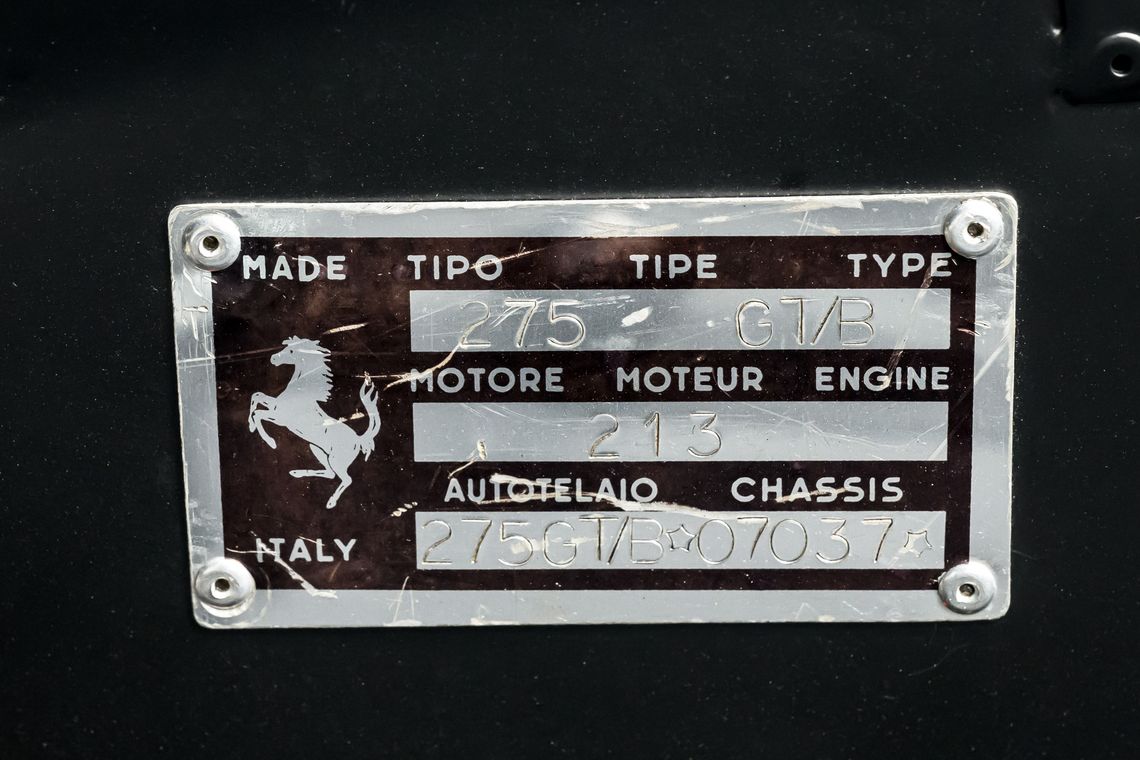 MADE TIPO TIPE TYPE
275 GT/B
MOTORE MOTEUR ENGINE
213
AUTOTELAIO CHASSIS
ITALY 275GT/B☆07037☆